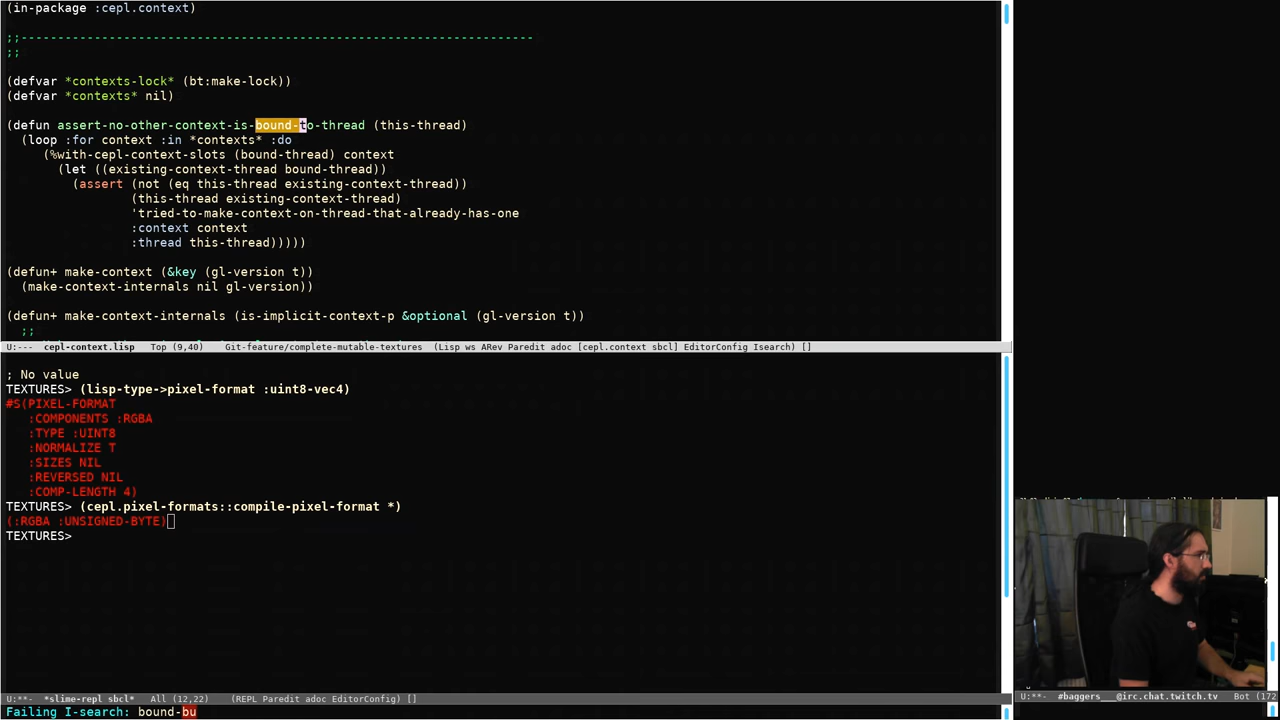 (in-package :cepl.context)
;;----------------------------------------------------------------------
;;
(defvar *contexts-lock* (bt:make-lock))
(defvar *contexts* nil)
(defun assert-no-other-context-is-bound-to-thread (this-thread)
  (loop :for context :in *contexts* :do
     (%with-cepl-context-slots (bound-thread) context
       (let ((existing-context-thread bound-thread))
         (assert (not (eq this-thread existing-context-thread))
                 (this-thread existing-context-thread)
                 'tried-to-make-context-on-thread-that-already-has-one
                 :context context
                 :thread this-thread)))))
(defun+ make-context (&key (gl-version t))
  (make-context-internals nil gl-version))
(defun+ make-context-internals (is-implicit-context-p &optional (gl-version t))
  ;;
U:---  cepl-context.lisp   Top (9,40)    Git-feature/complete-mutable-textures  (Lisp ws ARev Paredit adoc [cepl.context sbcl] EditorConfig Isearch) []
; No value
TEXTURES> (lisp-type->pixel-format :uint8-vec4)
#S(PIXEL-FORMAT
   :COMPONENTS :RGBA
   :TYPE :UINT8
   :NORMALIZE T
   :SIZES NIL
   :REVERSED NIL
   :COMP-LENGTH 4)
TEXTURES> (cepl.pixel-formats::compile-pixel-format *)
(:RGBA :UNSIGNED-BYTE)
TEXTURES>
U:**-  *slime-repl sbcl*   All (12,22)    (REPL Paredit adoc EditorConfig) []
U:**-  #baggers___@irc.chat.twitch.tv   Bot (172
Failing I-search: bound-bu